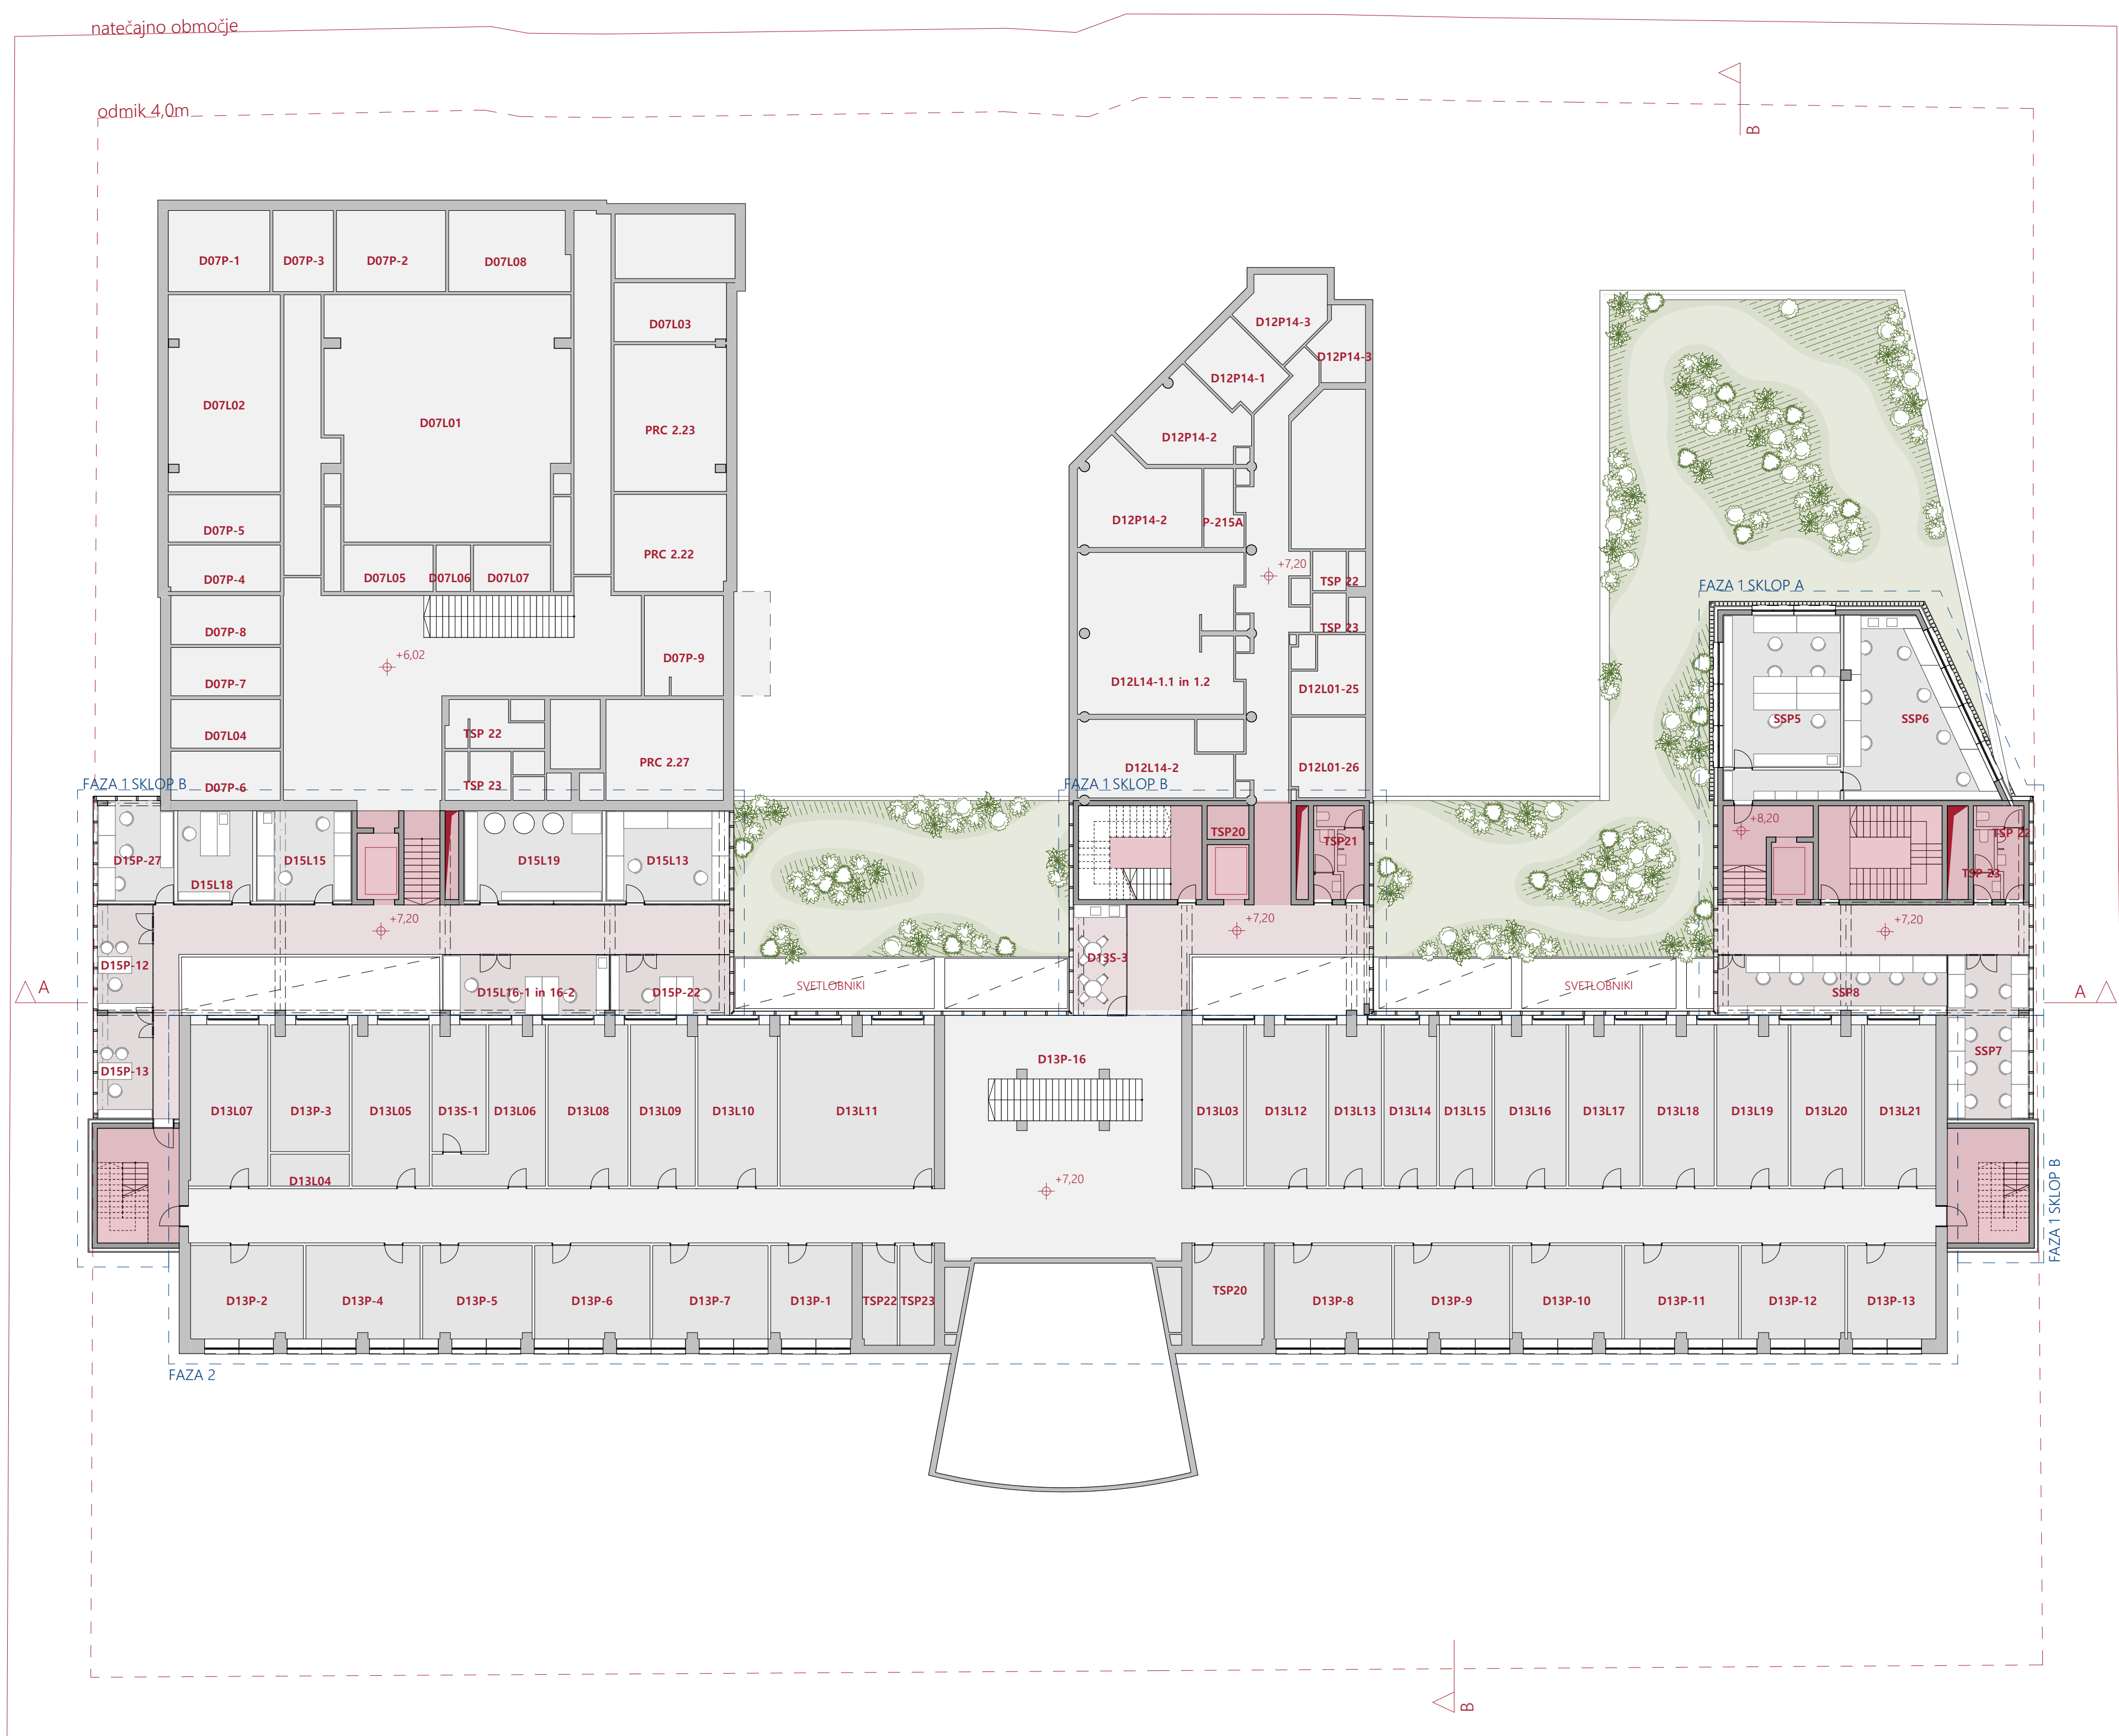 natečajno območje
odmik 4,0m
B
D07P-1
D07P-3
D07P-2
D07L08
D07L03
D07L02
D07L01
PRC 2.23
D07P-5
D07P-4
D07L05
D07L06
D07L07
PRC 2.22
D07P-8
D07P-7
D07L04
D07P-6
+6,02
D07P-9
TSP 22
TSP 23
PRC 2.27
D12P14-3
D12P14-3
D12P14-1
D12P14-2
D12P14-2
P-215A
+7,20
TSP 22
TSP 23
D12L14-1.1 in 1.2
D12L01-25
D12L14-2
D12L01-26
FAZA 1 SKLOP A
SSP5
SSP6
FAZA 1 SKLOP B
FAZA 1 SKLOP B
D15P-27
D15L18
D15L15
D15L19
D15L13
TSP20
TSP21
+8,20
TSP 22
TSP 23
+7,20
+7,20
+7,20
D15P-12
D15L16-1 in 16-2
D15P-22
SVETLOBNIKI
D13S-3
SVETLOBNIKI
SSP8
A
A
D15P-13
SSP7
D13P-16
D13L07
D13P-3
D13L05
D13S-1
D13L06
D13L08
D13L09
D13L10
D13L11
D13L03
D13L12
D13L13
D13L14
D13L15
D13L16
D13L17
D13L18
D13L19
D13L20
D13L21
D13L04
+7,20
FAZA 1 SKLOP B
D13P-2
D13P-4
D13P-5
D13P-6
D13P-7
D13P-1
TSP22
TSP23
TSP20
D13P-8
D13P-9
D13P-10
D13P-11
D13P-12
D13P-13
FAZA 2
B